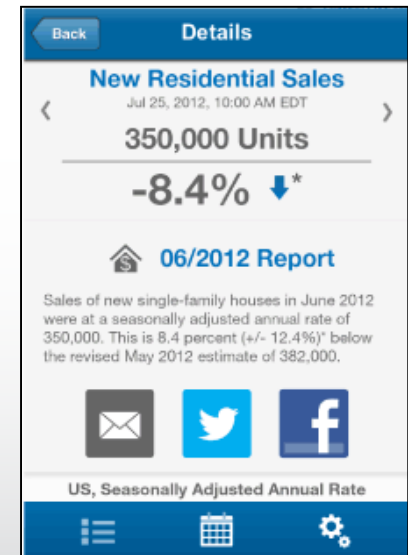 Back
Details
New Residential Sales
Jul 25, 2012, 10:00 AM EDT
350,000 Units
-8.4% *
06/2012 Report
Sales of new single-family houses in June 2012
were at a seasonally adjusted annual rate of
350,000. This is 8.4 percent (+/- 12.4%)* below
the revised May 2012 estimate of 382,000.
US, Seasonally Adjusted Annual Rate